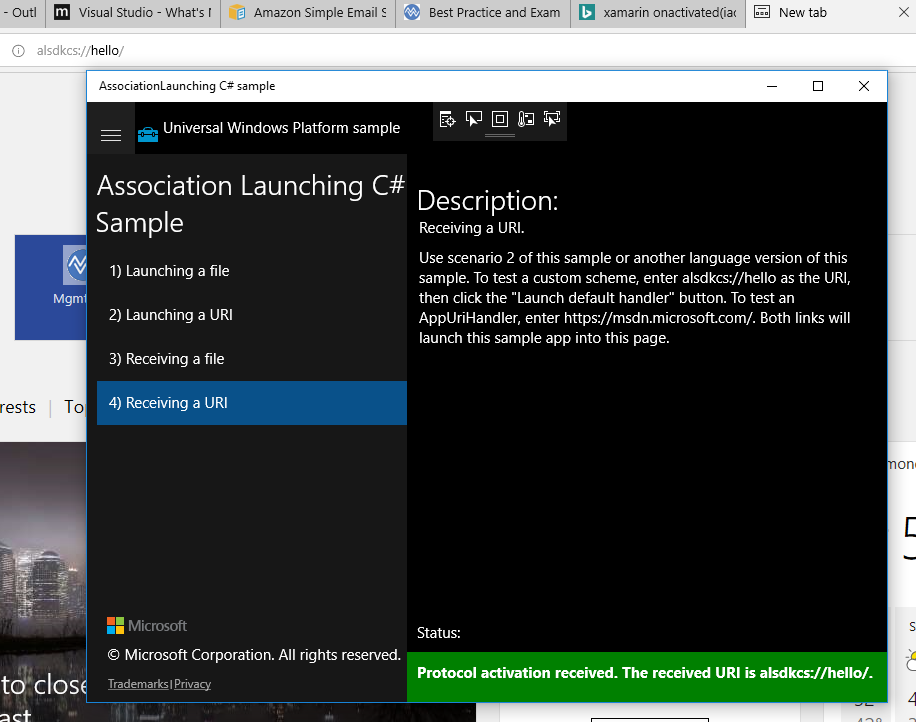 - Outl
Visual Studio - What's N
Amazon Simple Email S
Best Practice and Exam
xamarin onactivated(iac
New tab
alsdkcs://hello/
AssociationLaunching C# sample
Universal Windows Platform sample
Association Launching C#
Sample
1) Launching a file
2) Launching a URI
3) Receiving a file
4) Receiving a URI
Microsoft
© Microsoft Corporation. All rights reserved.
Trademarks | Privacy
Description:
Receiving a URI.
Use scenario 2 of this sample or another language version of this
sample. To test a custom scheme, enter alsdkcs://hello as the URI,
then click the "Launch default handler" button. To test an
AppUriHandler, enter https://msdn.microsoft.com/. Both links will
launch this sample app into this page.
Status:
Protocol activation received. The received URI is alsdkcs://hello/.
Mgmt
rests | To
to close
ast
mon
5
S